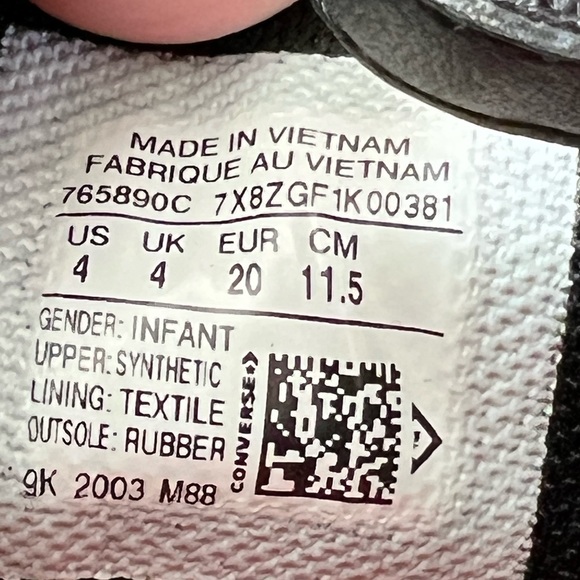 MADE IN VIETNAM
FABRIQUE AU VIETNAM
765890C 7X8ZGF1K00381
US UK EUR CM
4 4 20 11.5
GENDER: INFANT
UPPER: SYNTHETIC
LINING: TEXTILE
OUTSOLE: RUBBER
CONVERSE
9K 2003 M88